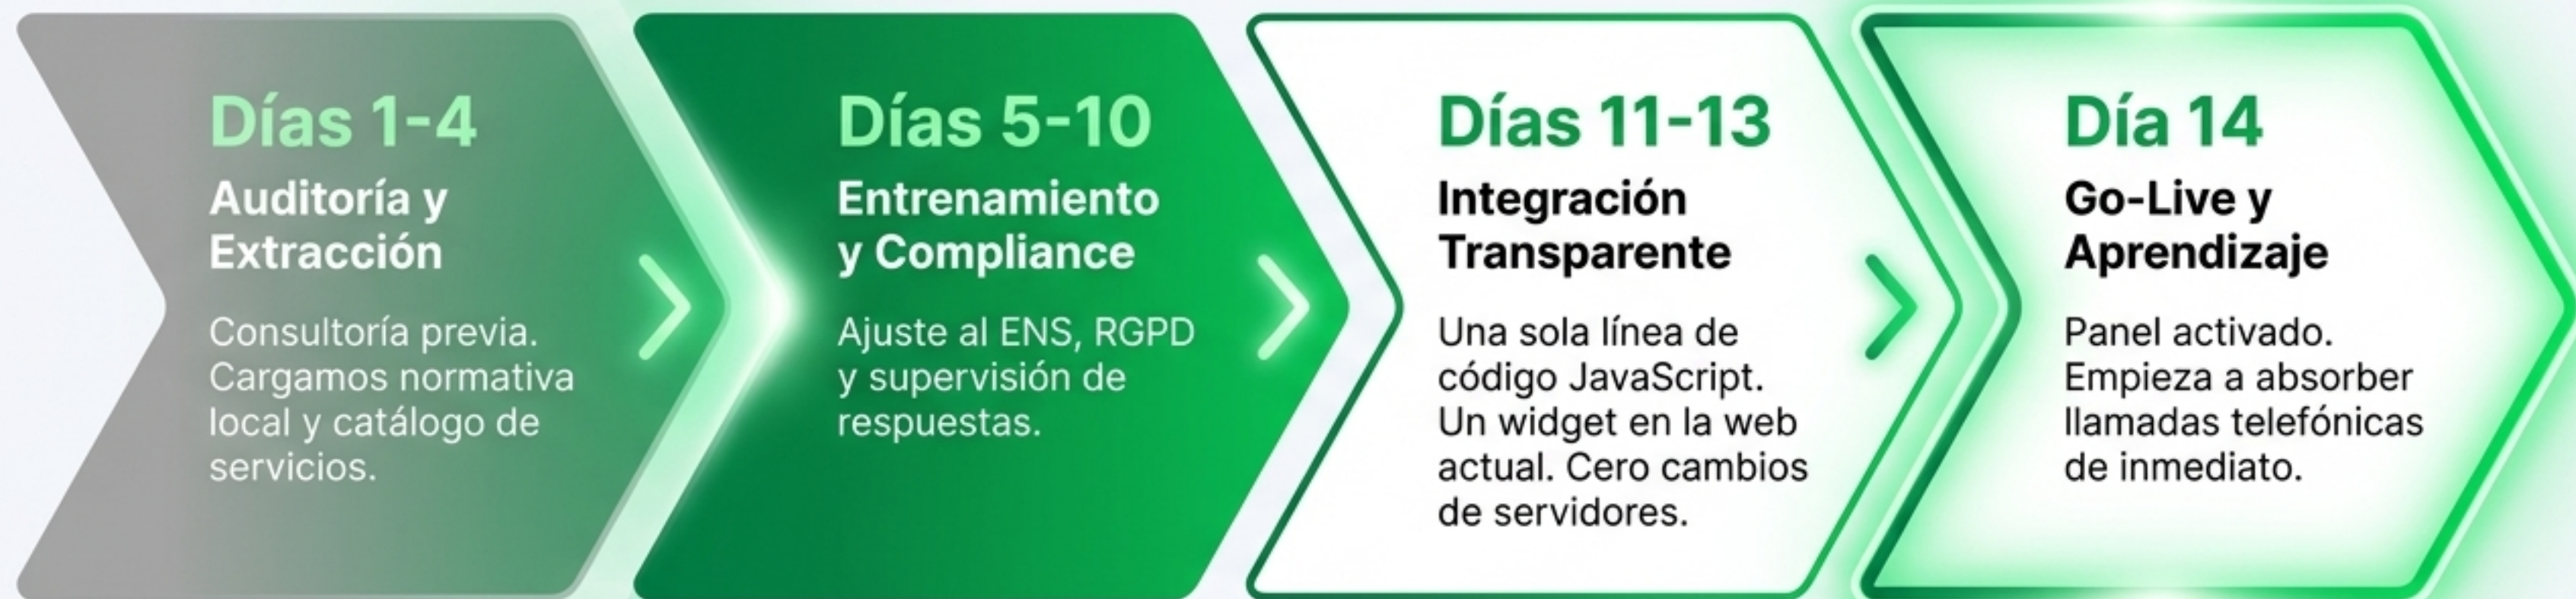 Días 1-4
Auditoría y
Extracción
Consultoría previa.
Cargamos normativa
local y catálogo de
servicios.
Días 5-10
Entrenamiento
y Compliance
Ajuste al ENS, RGPD
y supervisión de
respuestas.
Días 11-13
Integración
Transparente
Una sola línea de
código JavaScript.
Un widget en la web
actual. Cero cambios
de servidores.
Día 14
Go-Live y
Aprendizaje
Panel activado.
Empieza a absorber
llamadas telefónicas
de inmediato.